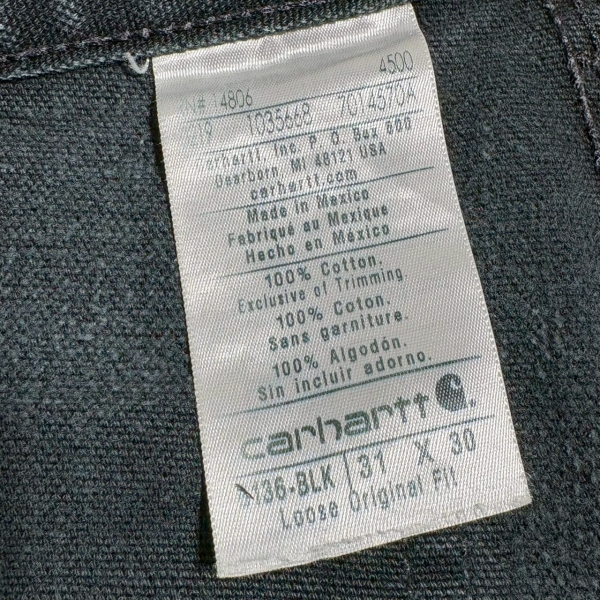 N# 14806 4500
1035668 7014570A
Carhartt, Inc. P. O. Box 600
Dearborn, MI 48121 USA
carhartt.com
Made in Mexico
Fabriqué au Mexique
Hecho en México
100% Cotton.
Exclusive of Trimming.
100% Coton.
Sans garniture.
100% Algodón.
Sin incluir adorno.
carhartt
136-BLK 31 X 30
Loose Original Fit